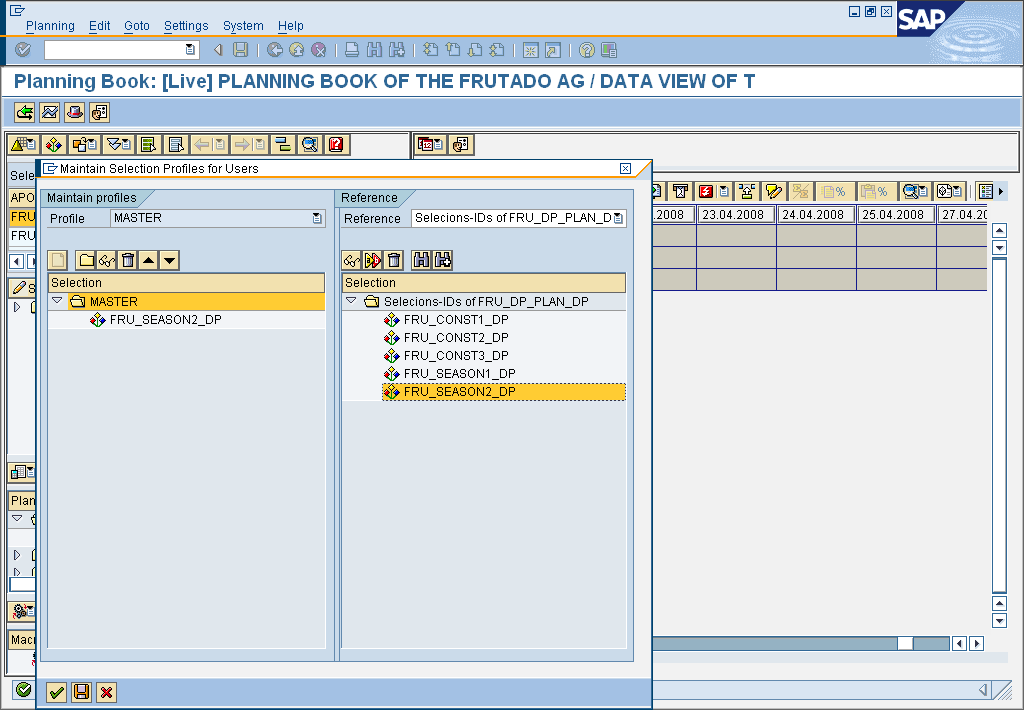 Planning Edit Goto Settings System Help
SAP
Planning Book: [Live] PLANNING BOOK OF THE FRUTADO AG / DATA VIEW OF T
Maintain Selection Profiles for Users
Sele
APO
FRU
FRU
S
Plan
Macr
Maintain profiles
Profile MASTER
Selection
MASTER
FRU_SEASON2_DP
Reference
Reference Selecions-IDs of FRU_DP_PLAN_D
Selection
Selecions-IDs of FRU_DP_PLAN_DP
FRU_CONST1_DP
FRU_CONST2_DP
FRU_CONST3_DP
FRU_SEASON1_DP
FRU_SEASON2_DP
.2008 23.04.2008 24.04.2008 25.04.2008 27.04.20